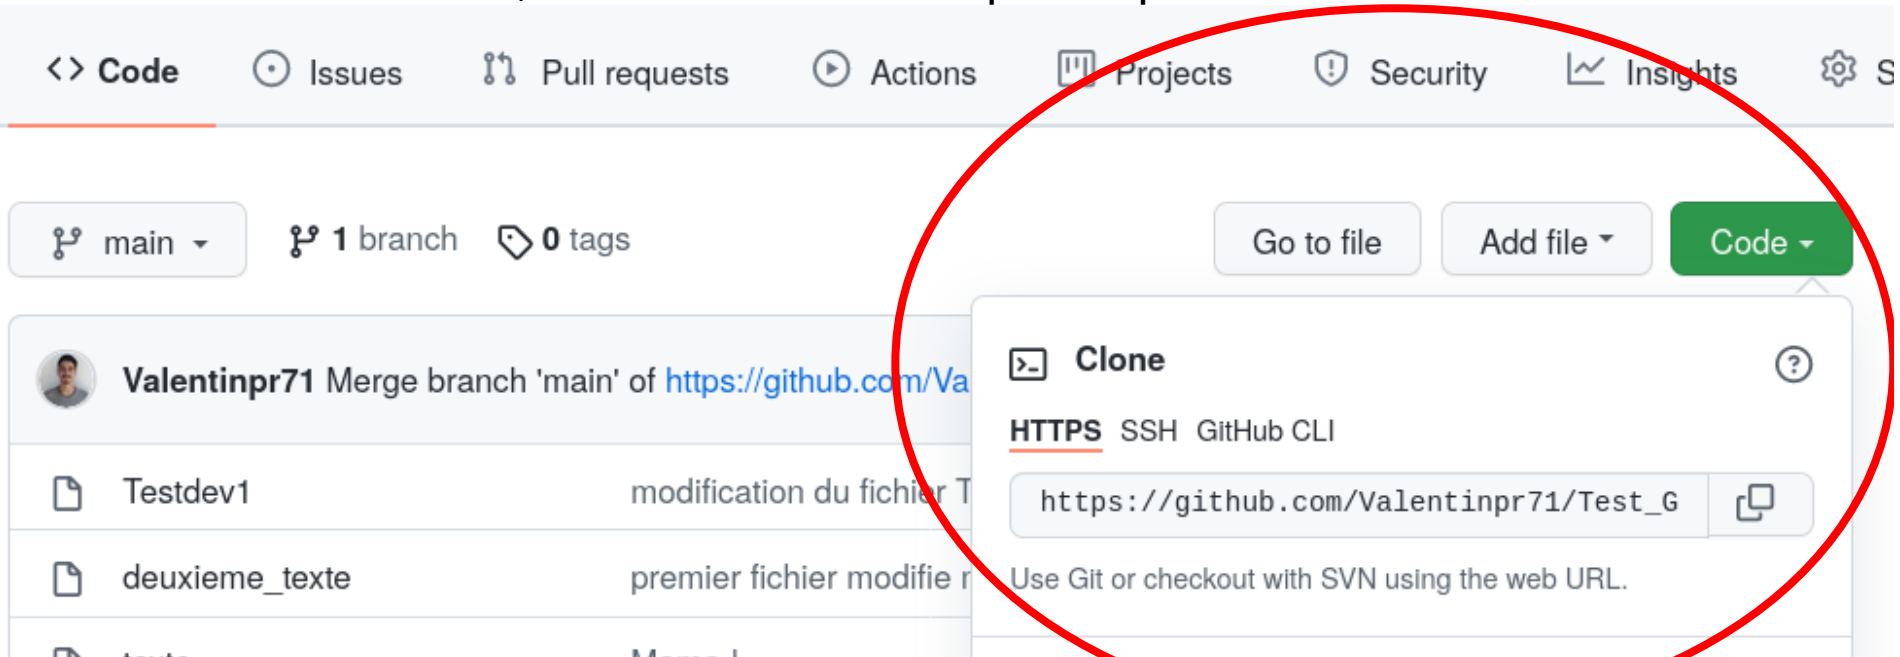 Code Issues Pull requests Actions Projects Security Insights S
main 1 branch 0 tags Go to file Add file Code
Clone
Valentinpr71 Merge branch 'main' of https://github.com/Va
HTTPS SSH GitHub CLI
Testdev1 modification du fichier T
https://github.com/Valentinpr71/Test_G
deuxieme_texte premier fichier modifie r
Use Git or checkout with SVN using the web URL.